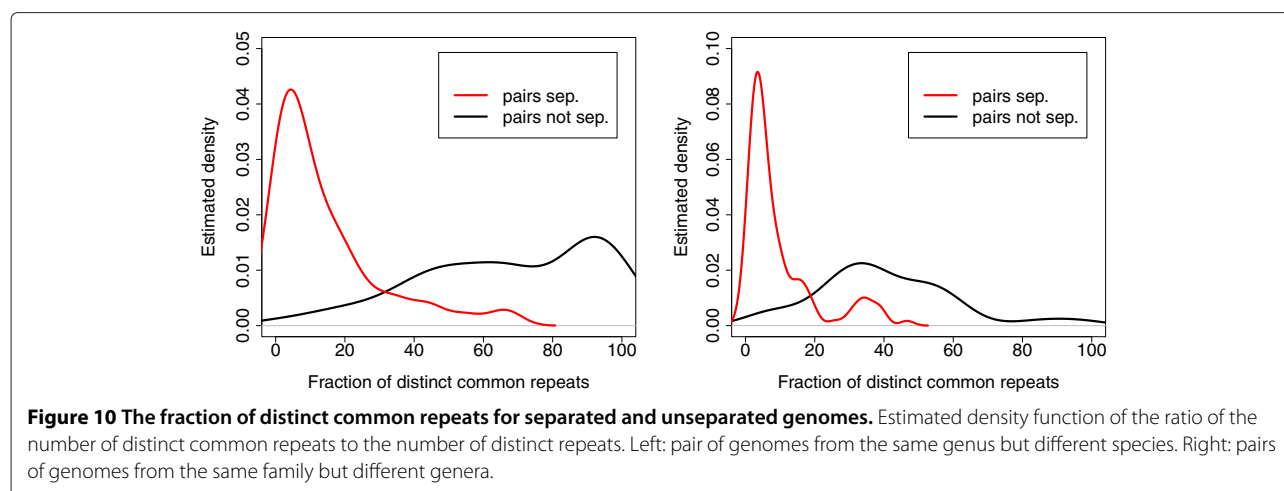 0.05
0.04
0.03
0.02
0.01
0.00
Estimated density
pairs sep.
pairs not sep.
0 20 40 60 80 100
Fraction of distinct common repeats
0.10
0.08
0.06
0.04
0.02
0.00
Estimated density
pairs sep.
pairs not sep.
0 20 40 60 80 100
Fraction of distinct common repeats
Figure 10 The fraction of distinct common repeats for separated and unseparated genomes. Estimated density function of the ratio of the
number of distinct common repeats to the number of distinct repeats. Left: pair of genomes from the same genus but different species. Right: pairs
of genomes from the same family but different genera.